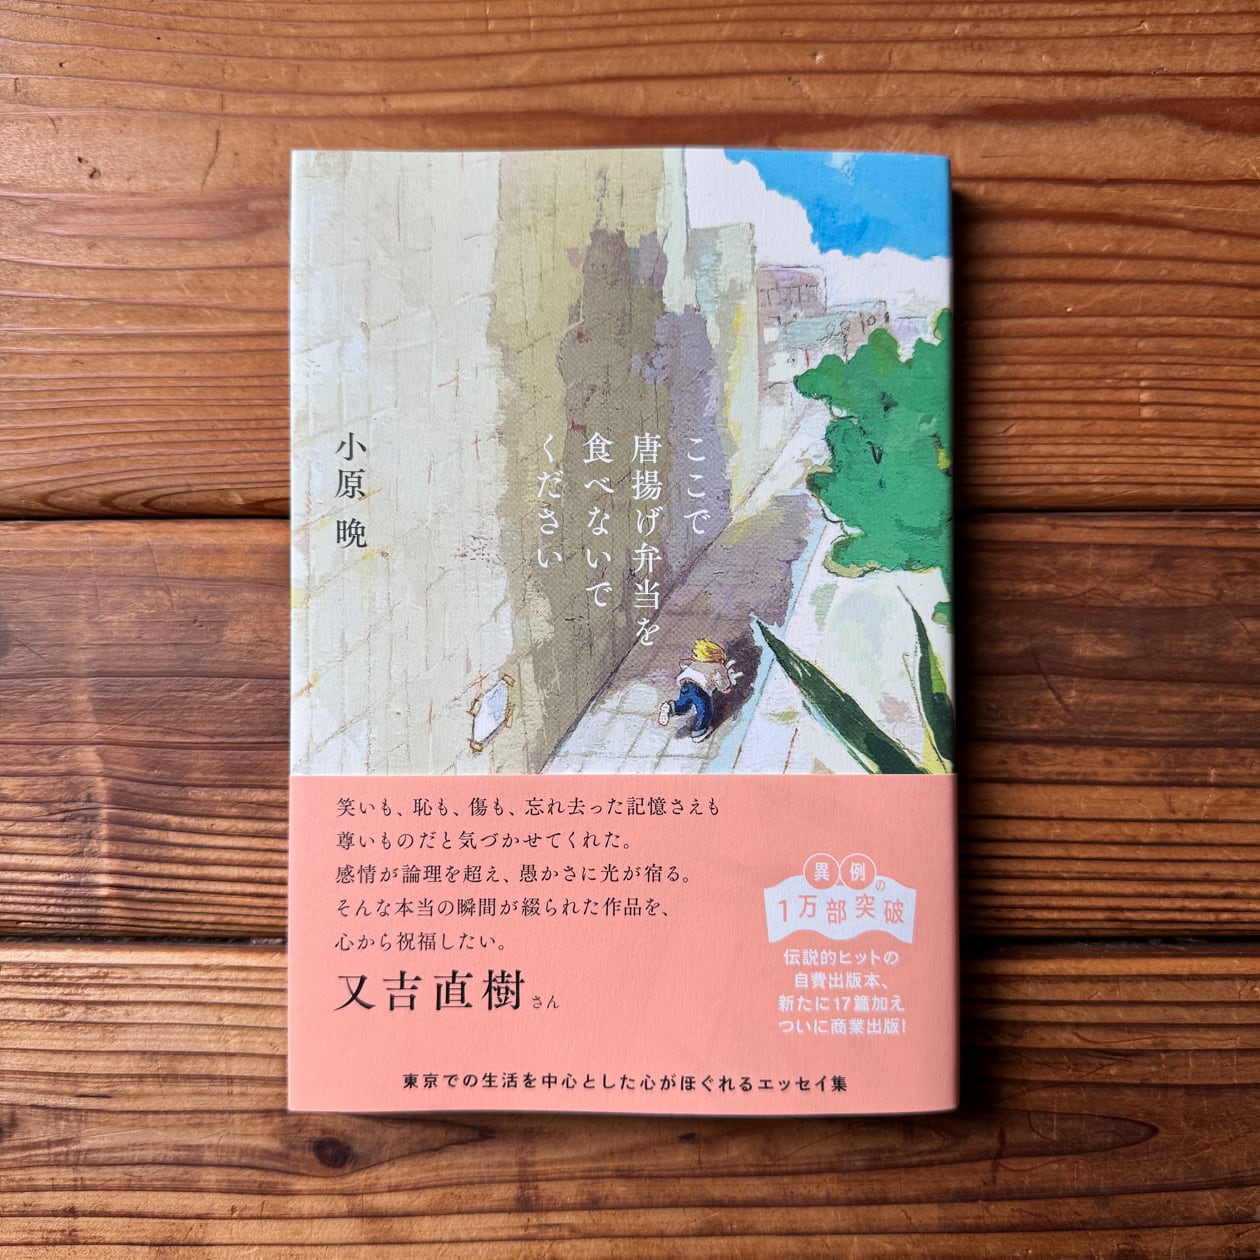 ここで
唐揚げ弁当を
食べないで
ください
小原 晩
笑いも、恥も、傷も、忘れ去った記憶さえも
尊いものだと気づかせてくれた。
感情が論理を超え、愚かさに光が宿る。
そんな本当の瞬間が綴られた作品を、
心から祝福したい。
又吉直樹さん
異例の
1万部突破
伝説的ヒットの
自費出版本、
新たに17篇加え
ついに商業出版!
東京での生活を中心とした心がほぐれるエッセイ集